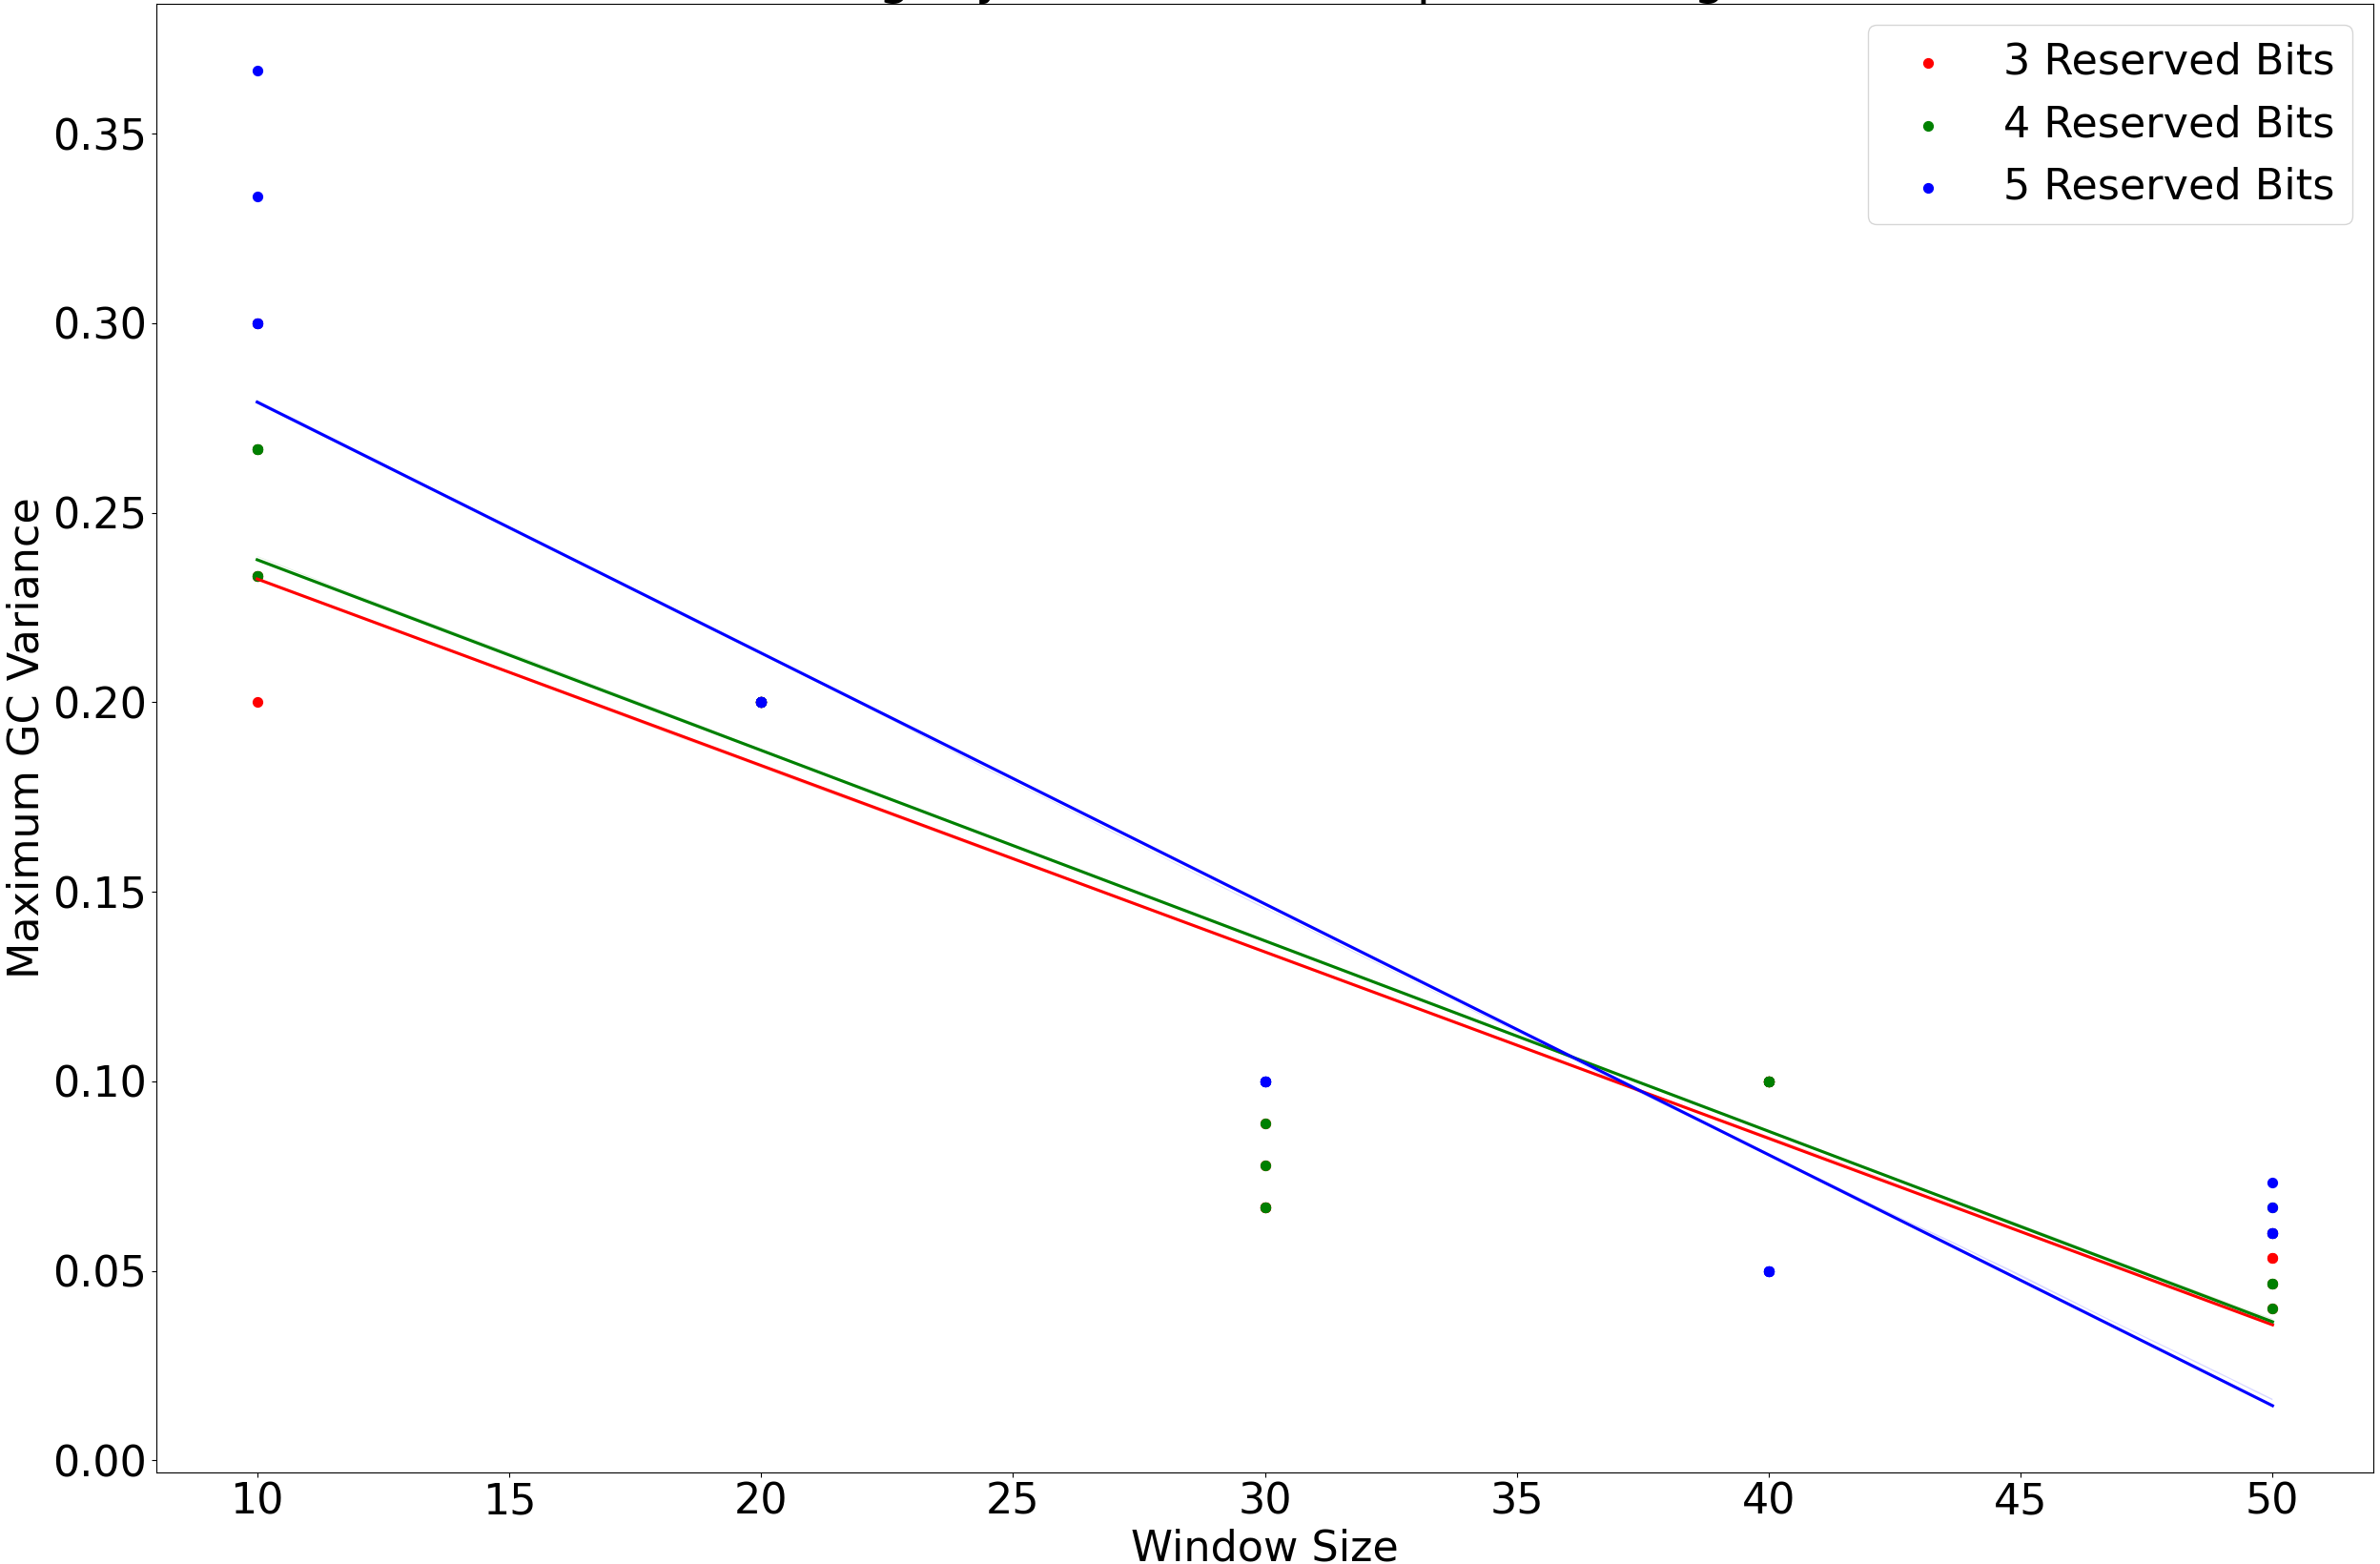 3 Reserved Bits
4 Reserved Bits
5 Reserved Bits
Maximum GC Variance
0.35
0.30
0.25
0.20
0.15
0.10
0.05
0.00
10 15 20 25 30 35 40 45 50
Window Size